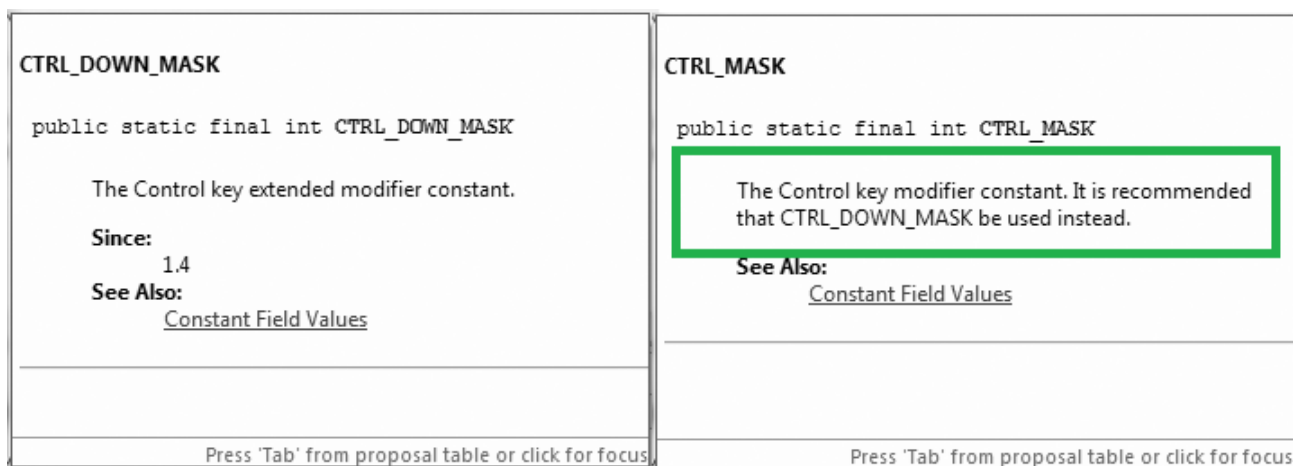 CTRL_DOWN_MASK
public static final int CTRL_DOWN_MASK
The Control key extended modifier constant.
Since:
1.4
See Also:
Constant Field Values
Press 'Tab' from proposal table or click for focus
CTRL_MASK
public static final int CTRL_MASK
The Control key modifier constant. It is recommended
that CTRL_DOWN_MASK be used instead.
See Also:
Constant Field Values
Press 'Tab' from proposal table or click for focus